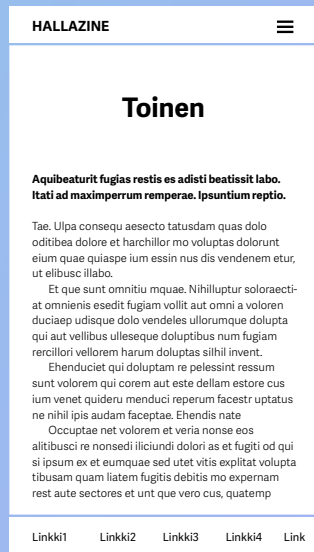 HALLAZINE
Toinen
Aquibeaturit fugias restis es adisti beatissit labo.
Itati ad maximperrum remperae. Ipsuntium reptio.
Tae. Ulpa consequ aesecto tatusdam quas dolo
oditibea dolore et harchillor mo voluptas dolorunt
eium quae quiaspe ium essin nus dis vendenem etur,
ut elibusc illabo.
Et que sunt omnitiu mquae. Nihilluptur soloraecti-
at omnienis esedit fugiam vollit aut omni a voloren
duciaep udisque dolo vendeles ullorumque dolupta
qui aut vellibus ulleseque doluptibus num fugiam
rercillori vellorem harum doluptas silhil invent.
Ehenduciet qui doluptam re pelessint ressum
sunt volorem qui corem aut este dellam estore cus
ium venet quideru menduci reperum facestr uptatus
ne nihil ipis audam faceptae. Ehendis nate
Occuptae net volorem et veria nonse eos
alitibusci re nonsedi iliciundi dolori as et fugiti od qui
si ipsum ex et eumquae sed utet vitis explitat volupta
tibusam quam liatem fugitis debitis mo expernam
rest aute sectores et unt que vero cus, quatemp
Linkki1 Linkki2 Linkki3 Linkki4 Link